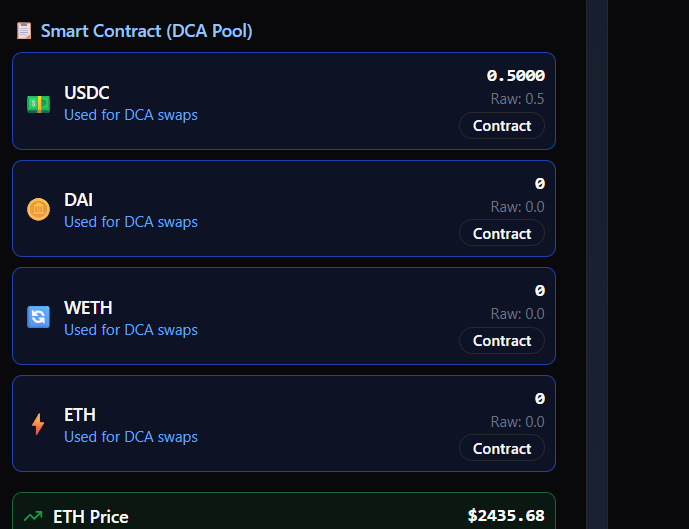 Smart Contract (DCA Pool)
USDC
Used for DCA swaps
0.5000
Raw: 0.5
Contract
DAI
Used for DCA swaps
0
Raw: 0.0
Contract
WETH
Used for DCA swaps
0
Raw: 0.0
Contract
ETH
Used for DCA swaps
0
Raw: 0.0
Contract
ETH Price
$2435.68